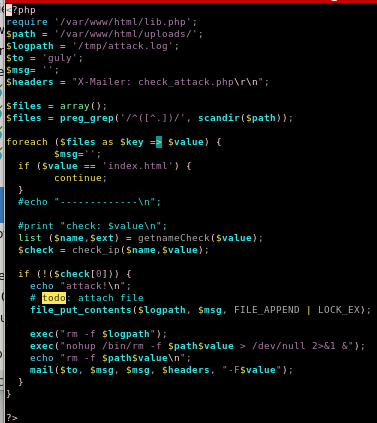 <?php
require '/var/www/html/lib.php';
$path = '/var/www/html/uploads/';
$logpath = '/tmp/attack.log';
$to = 'guly';
$msg= '';
$headers = "X-Mailer: check_attack.php\r\n";

$files = array();
$files = preg_grep('/^([^.])/', scandir($path));

foreach ($files as $key => $value) {
        $msg='';
  if ($value == 'index.html') {
        continue;
  }
  #echo "-------------\n";

  #print "check: $value\n";
  list ($name,$ext) = getnameCheck($value);
  $check = check_ip($name,$value);

  if (!($check[0])) {
    echo "attack!\n";
    # todo: attach file
    file_put_contents($logpath, $msg, FILE_APPEND | LOCK_EX);

    exec("rm -f $logpath");
    exec("nohup /bin/rm -f $path$value > /dev/null 2>&1 &");
    echo "rm -f $path$value\n";
    mail($to, $msg, $msg, $headers, "-F$value");
  }
}

?>